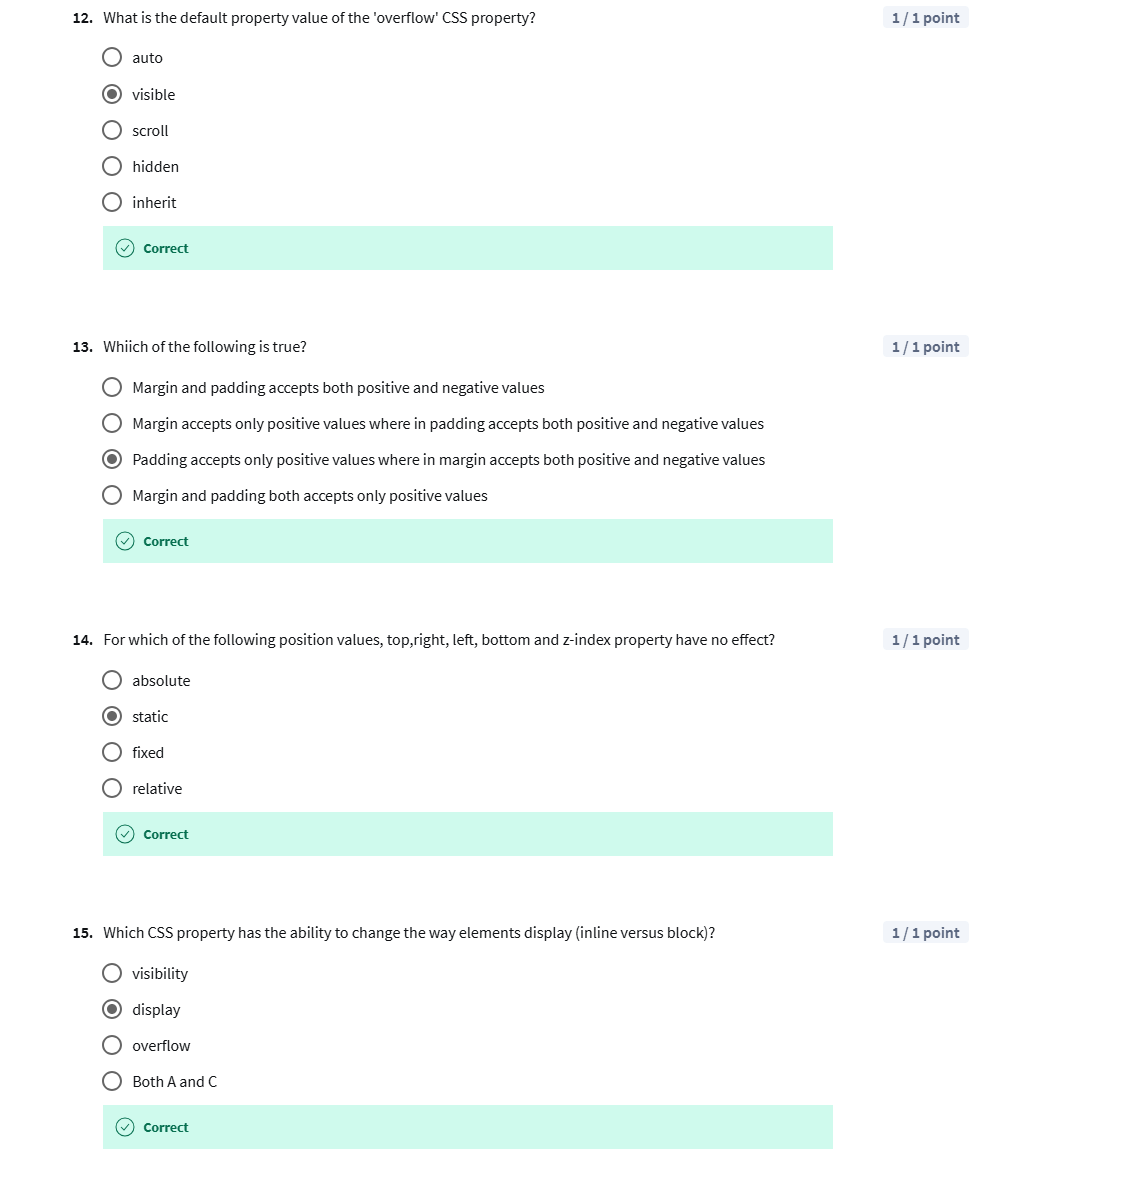 12. What is the default property value of the 'overflow' CSS property? 1 / 1 point
auto
visible
scroll
hidden
inherit
Correct
13. Whiich of the following is true? 1 / 1 point
Margin and padding accepts both positive and negative values
Margin accepts only positive values where in padding accepts both positive and negative values
Padding accepts only positive values where in margin accepts both positive and negative values
Margin and padding both accepts only positive values
Correct
14. For which of the following position values, top,right, left, bottom and z-index property have no effect? 1 / 1 point
absolute
static
fixed
relative
Correct
15. Which CSS property has the ability to change the way elements display (inline versus block)? 1 / 1 point
visibility
display
overflow
Both A and C
Correct